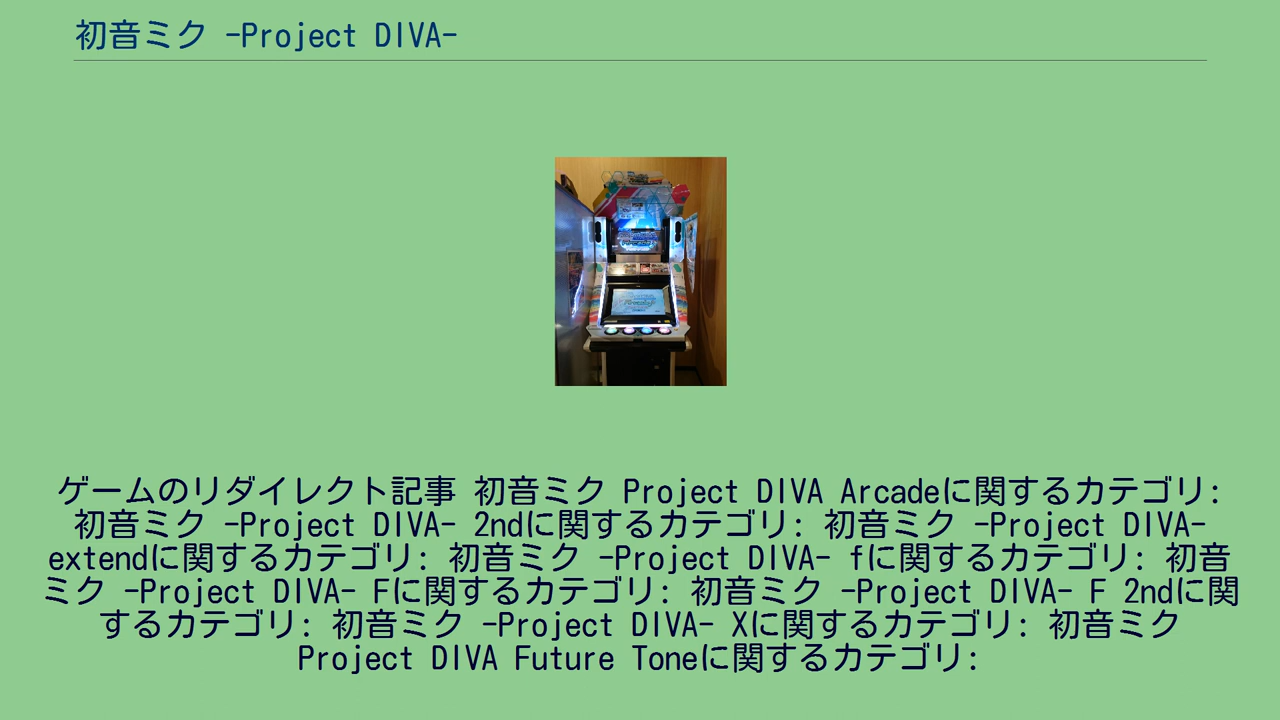 初音ミク -Project DIVA-
ゲームのリダイレクト記事 初音ミク Project DIVA Arcadeに関するカテゴリ:
初音ミク -Project DIVA- 2ndに関するカテゴリ: 初音ミク -Project DIVA-
extendに関するカテゴリ: 初音ミク -Project DIVA- fに関するカテゴリ: 初音
ミク -Project DIVA- Fに関するカテゴリ: 初音ミク -Project DIVA- F 2ndに関
するカテゴリ: 初音ミク -Project DIVA- Xに関するカテゴリ: 初音ミク
Project DIVA Future Toneに関するカテゴリ: